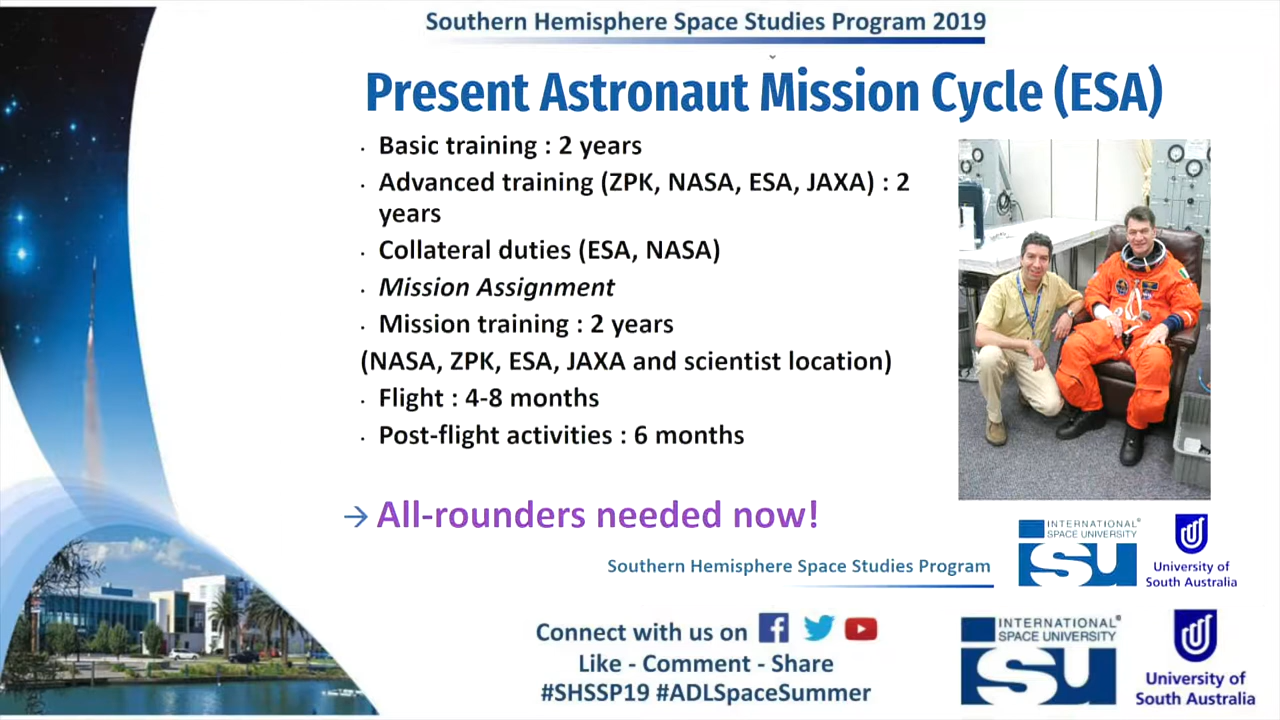 Southern Hemisphere Space Studies Program 2019
Present Astronaut Mission Cycle (ESA)
· Basic training : 2 years
· Advanced training (ZPK, NASA, ESA, JAXA) : 2
years
· Collateral duties (ESA, NASA)
· Mission Assignment
· Mission training : 2 years
(NASA, ZPK, ESA, JAXA and scientist location)
· Flight : 4-8 months
· Post-flight activities : 6 months
→ All-rounders needed now!
Southern Hemisphere Space Studies Program
INTERNATIONAL®
SPACE UNIVERSITY
isu
University of
South Australia
Connect with us on
Like - Comment - Share
#SHSSP19 #ADLSpaceSummer
INTERNATIONAL®
SPACE UNIVERSITY
isu
University of
South Australia